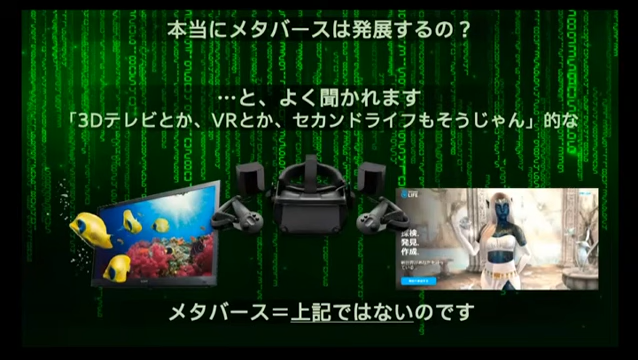 本当にメタバースは発展するの？
…と、よく聞かれます
「3Dテレビとか、VRとか、セカンドライフもそうじゃん」的な
LIFE
探検,
発見,
作成.
メタバース＝上記ではないのです